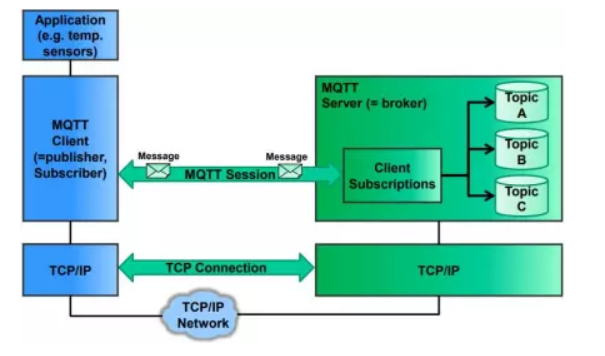 Application
(e.g. temp.
sensors)
MQTT
Client
(=publisher,
Subscriber)
Message
Message
MQTT Session
MQTT
Server (= broker)
Client
Subscriptions
Topic
A
Topic
B
Topic
C
TCP/IP
TCP Connection
TCP/IP
TCP/IP
Network